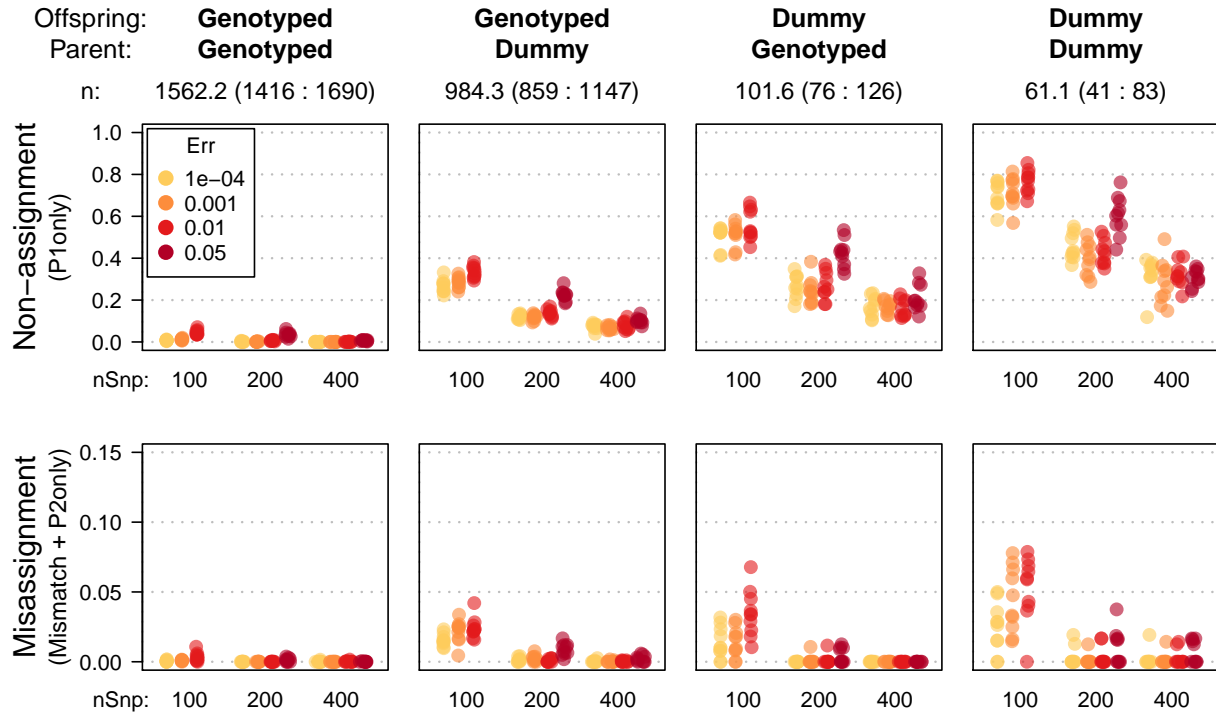 Offspring: Genotyped Genotyped Dummy Dummy
Parent: Genotyped Dummy Genotyped Dummy
n: 1562.2 (1416 : 1690) 984.3 (859 : 1147) 101.6 (76 : 126) 61.1 (41 : 83)
Non−assignment
(P1only)
1.0
0.8
0.6
0.4
0.2
0.0
Err
1e−04
0.001
0.01
0.05
nSnp: 100 200 400 100 200 400 100 200 400 100 200 400
Misassignment
(Mismatch + P2only)
0.15
0.10
0.05
0.00
nSnp: 100 200 400 100 200 400 100 200 400 100 200 400